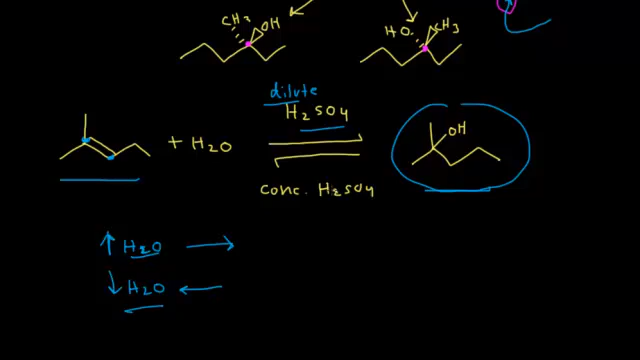 CH3 OH HO CH3
dilute
H2SO4
+ H2O
OH
conc. H2SO4
↑ H2O →
↓ H2O ←